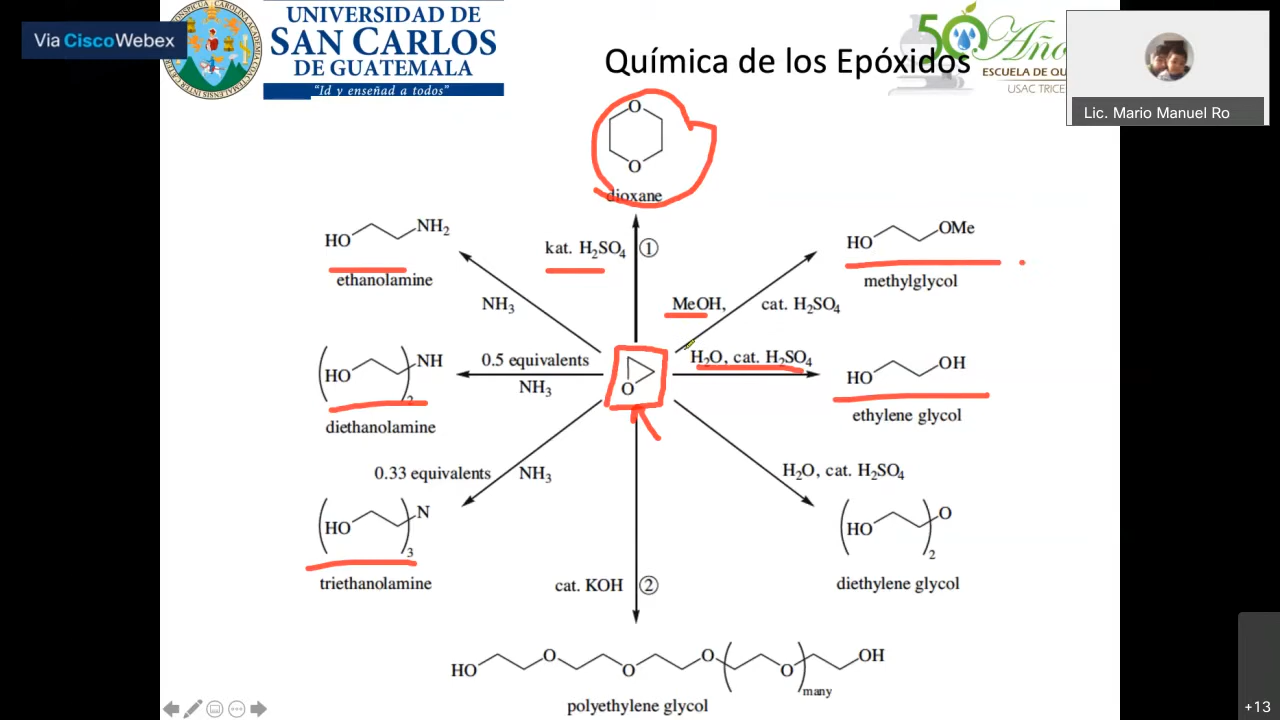 Via Cisco Webex
UNIVERSIDAD DE
SAN CARLOS
DE GUATEMALA
"Id y enseñad a todos"
Química de los Epóxidos
50 Años
ESCUELA DE
USAC
Lic. Mario Manuel Ro
O
O
dioxane
HO NH2
ethanolamine
kat. H2SO4 1
HO OMe
methylglycol
NH3
MeOH, cat. H2SO4
(HO )2 NH
diethanolamine
0.5 equivalents
NH3
O
H2O, cat. H2SO4
HO OH
ethylene glycol
0.33 equivalents NH3
H2O, cat. H2SO4
(HO )3 N
triethanolamine
(HO )2 O
diethylene glycol
cat. KOH 2
HO O O O ( O )many OH
polyethylene glycol
+13